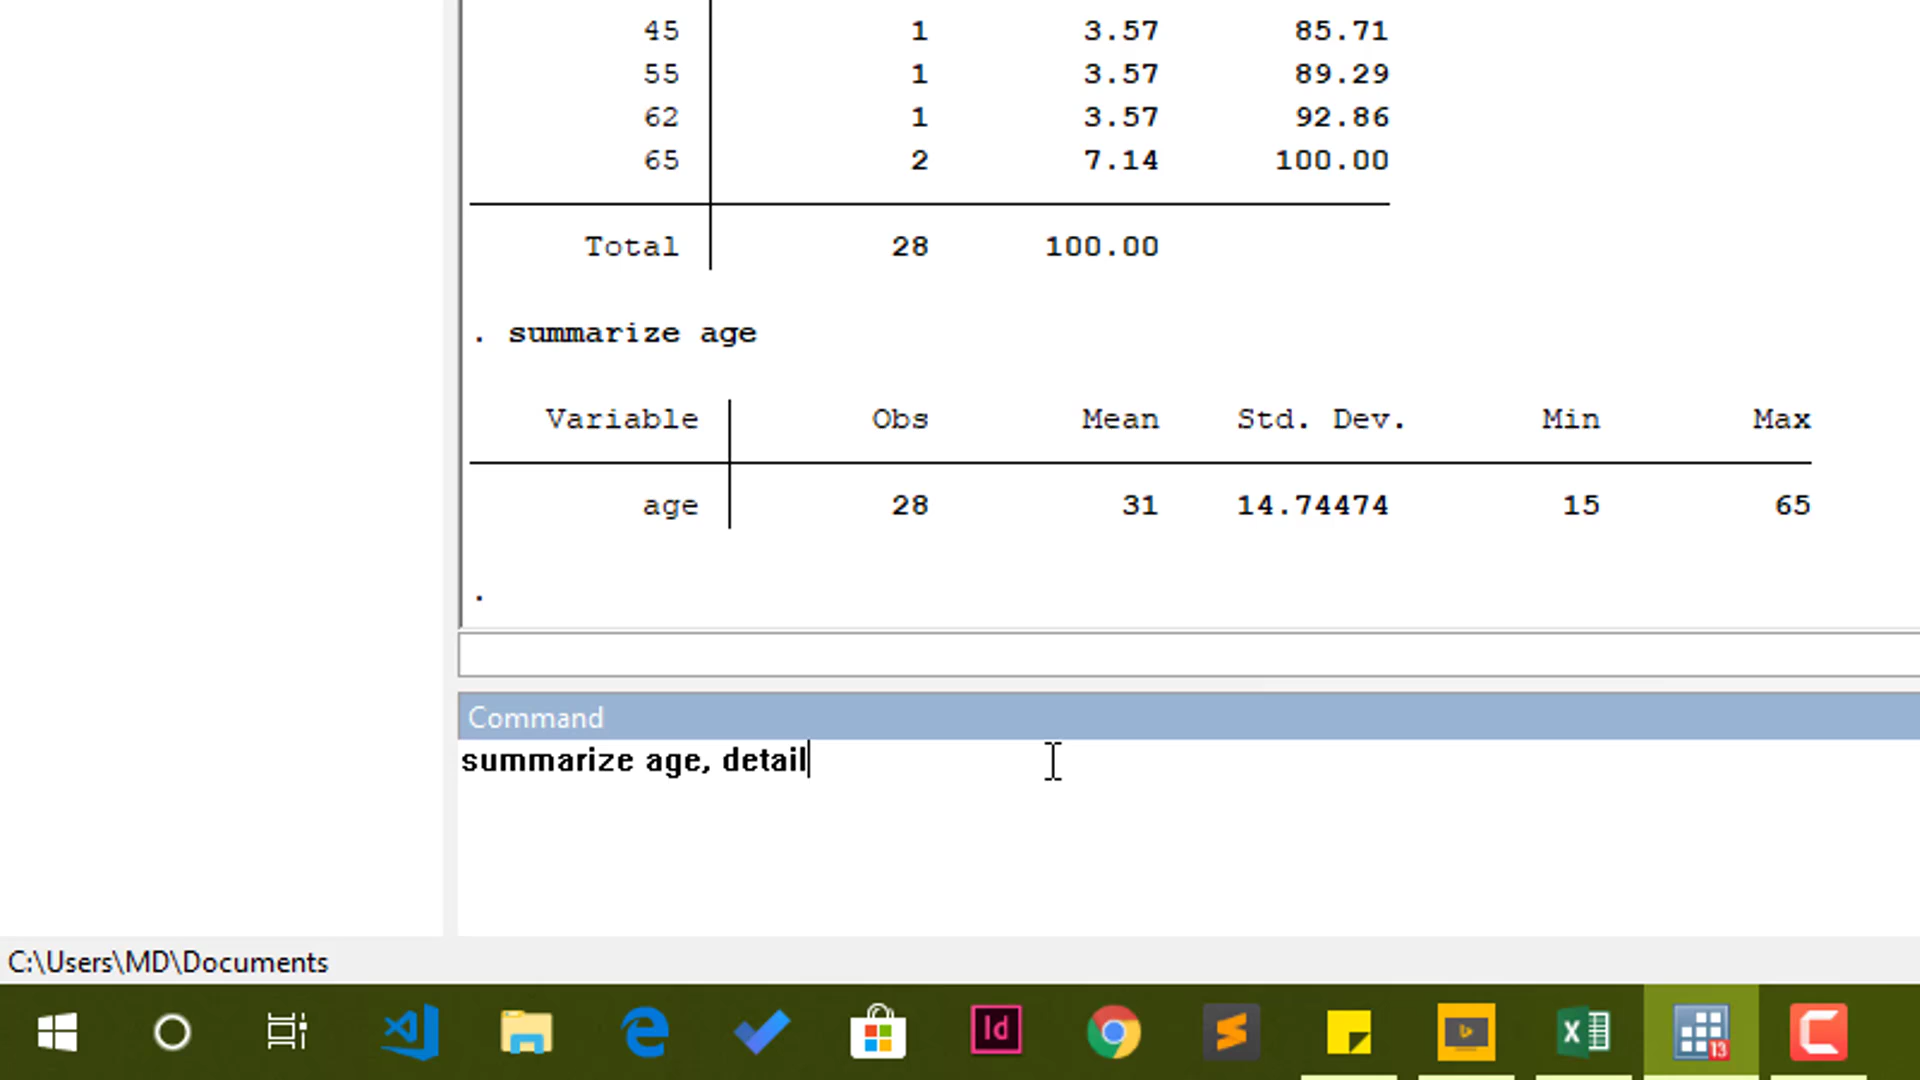 45 1 3.57 85.71
55 1 3.57 89.29
62 1 3.57 92.86
65 2 7.14 100.00
Total 28 100.00
. summarize age
Variable Obs Mean Std. Dev. Min Max
age 28 31 14.74474 15 65
.
Command
summarize age, detail
C:\Users\MD\Documents
Id
13